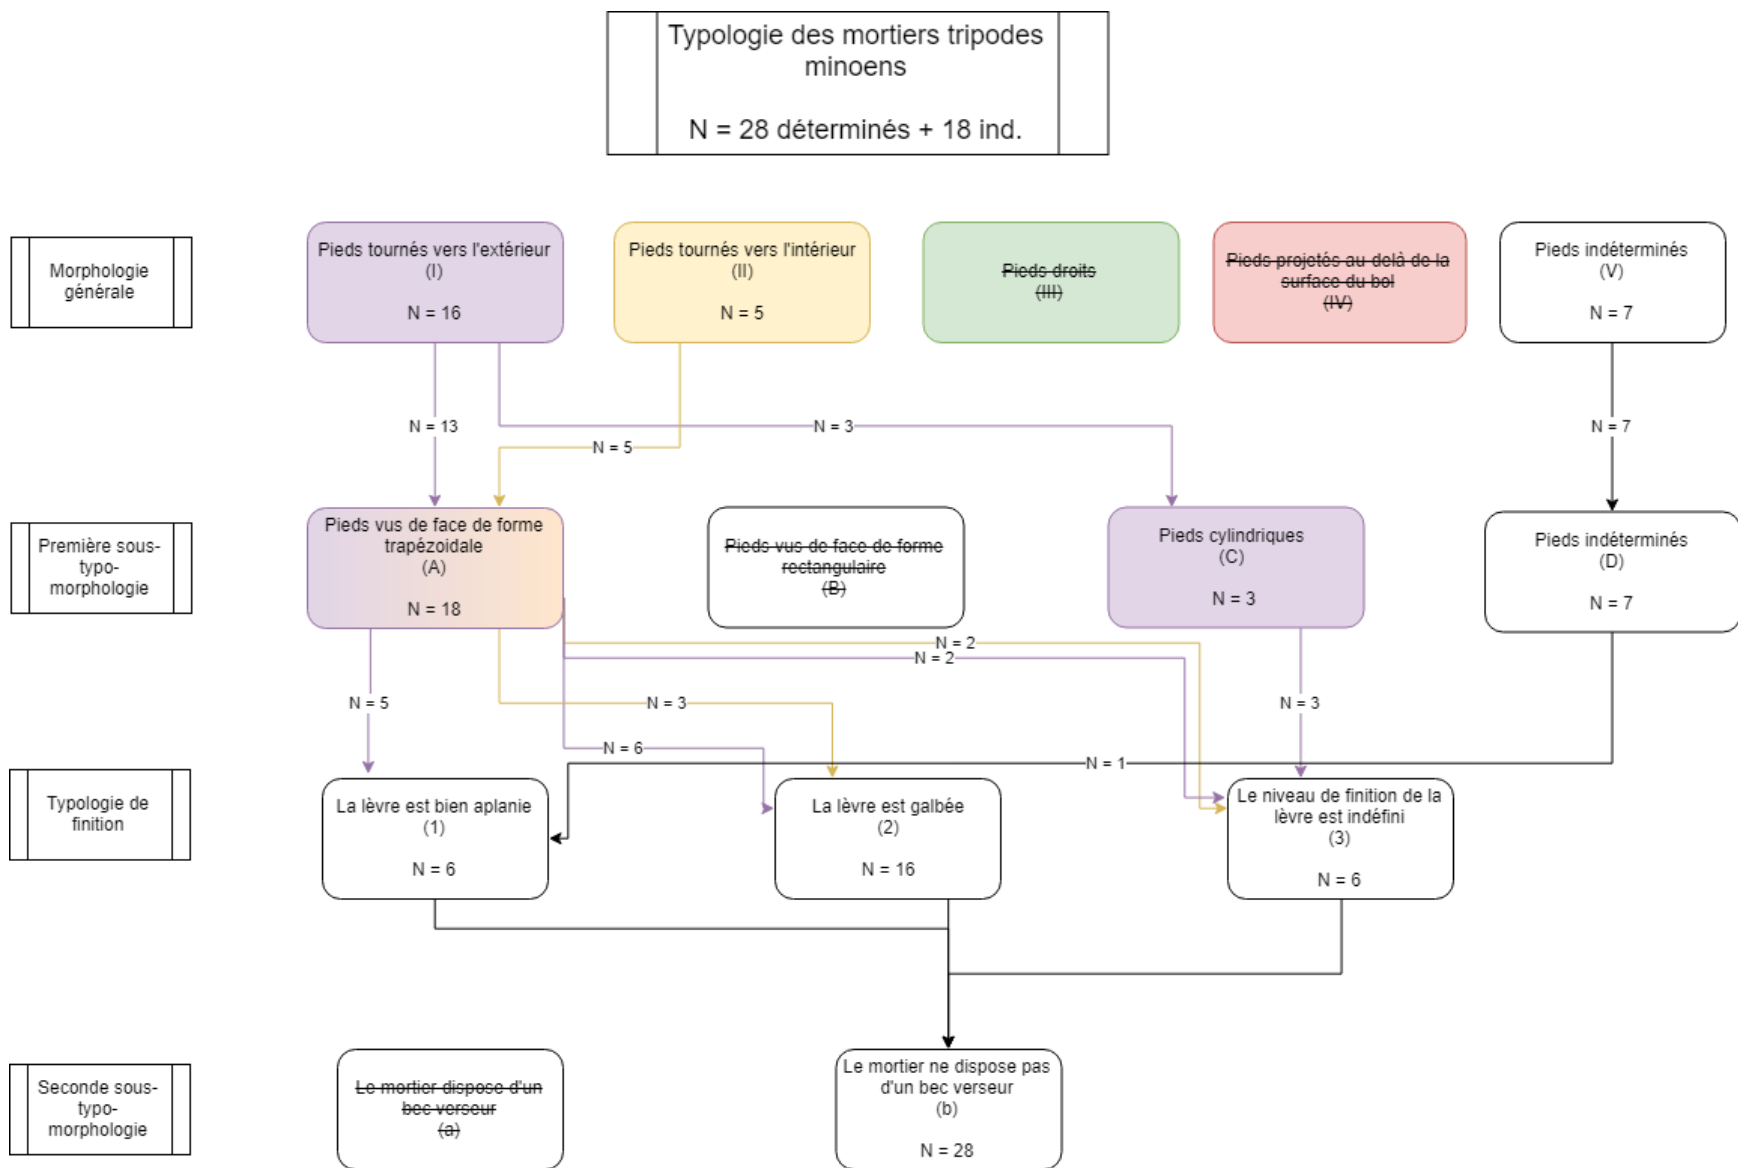 Typologie des mortiers tripodes
minoens
N = 28 déterminés + 18 ind.
Morphologie
générale
Pieds tournés vers l'extérieur
(I)
N = 16
Pieds tournés vers l'intérieur
(II)
N = 5
Pieds droits
(III)
Pieds projetés au delà de la
surface du bol
(IV)
Pieds indéterminés
(V)
N = 7
N = 13
N = 3
N = 7
N = 5
Première sous-
typo-
morphologie
Pieds vus de face de forme
trapézoidale
(A)
N = 18
Pieds vus de face de forme
rectangulaire
(B)
Pieds cylindriques
(C)
N = 3
Pieds indéterminés
(D)
N = 7
N = 2
N = 2
N = 5
N = 3
N = 3
N = 6
N = 1
Typologie de
finition
La lèvre est bien aplanie
(1)
N = 6
La lèvre est galbée
(2)
N = 16
Le niveau de finition de la
lèvre est indéfini
(3)
N = 6
Seconde sous-
typo-
morphologie
Le mortier dispose d'un
bec verseur
(a)
Le mortier ne dispose pas
d'un bec verseur
(b)
N = 28